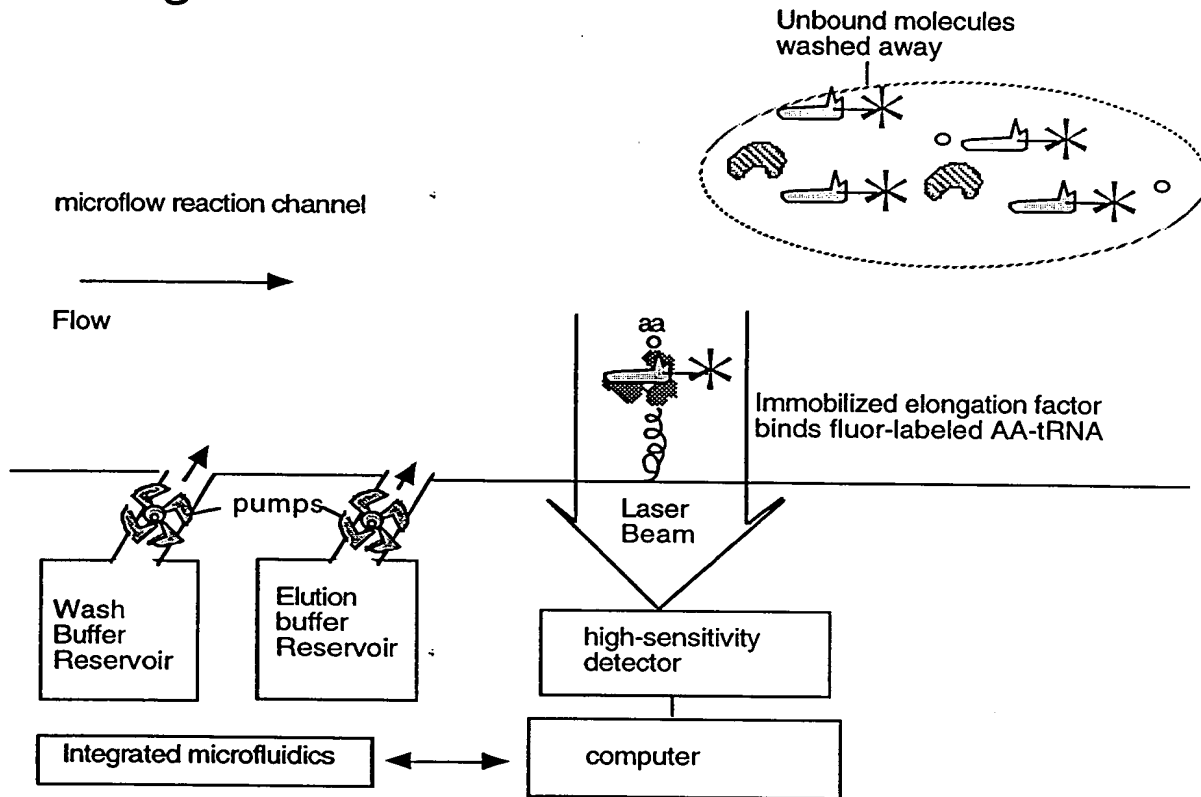 Unbound molecules
washed away
microflow reaction channel
Flow
aa
Immobilized elongation factor
binds fluor-labeled AA-tRNA
pumps
Laser
Beam
Wash
Buffer
Reservoir
Elution
buffer
Reservoir
high-sensitivity
detector
Integrated microfluidics
computer